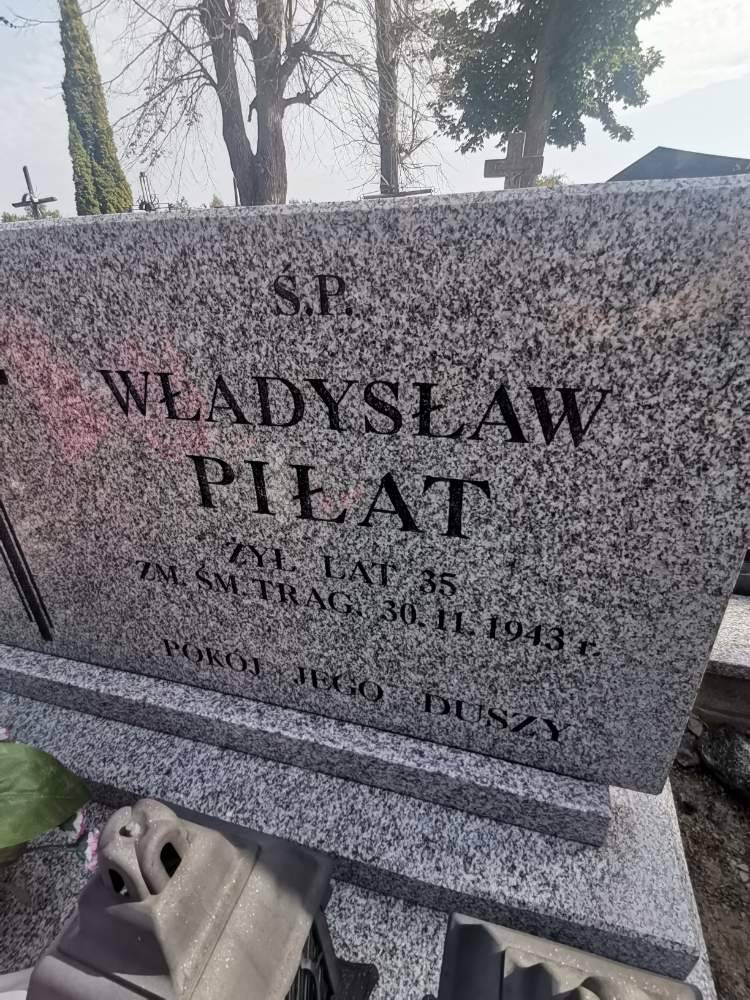 Ś.P.
WŁADYSŁAW
PIŁAT
ŻYŁ LAT 35
ZM. ŚM. TRAG. 30.11.1943 r.
POKÓJ JEGO DUSZY